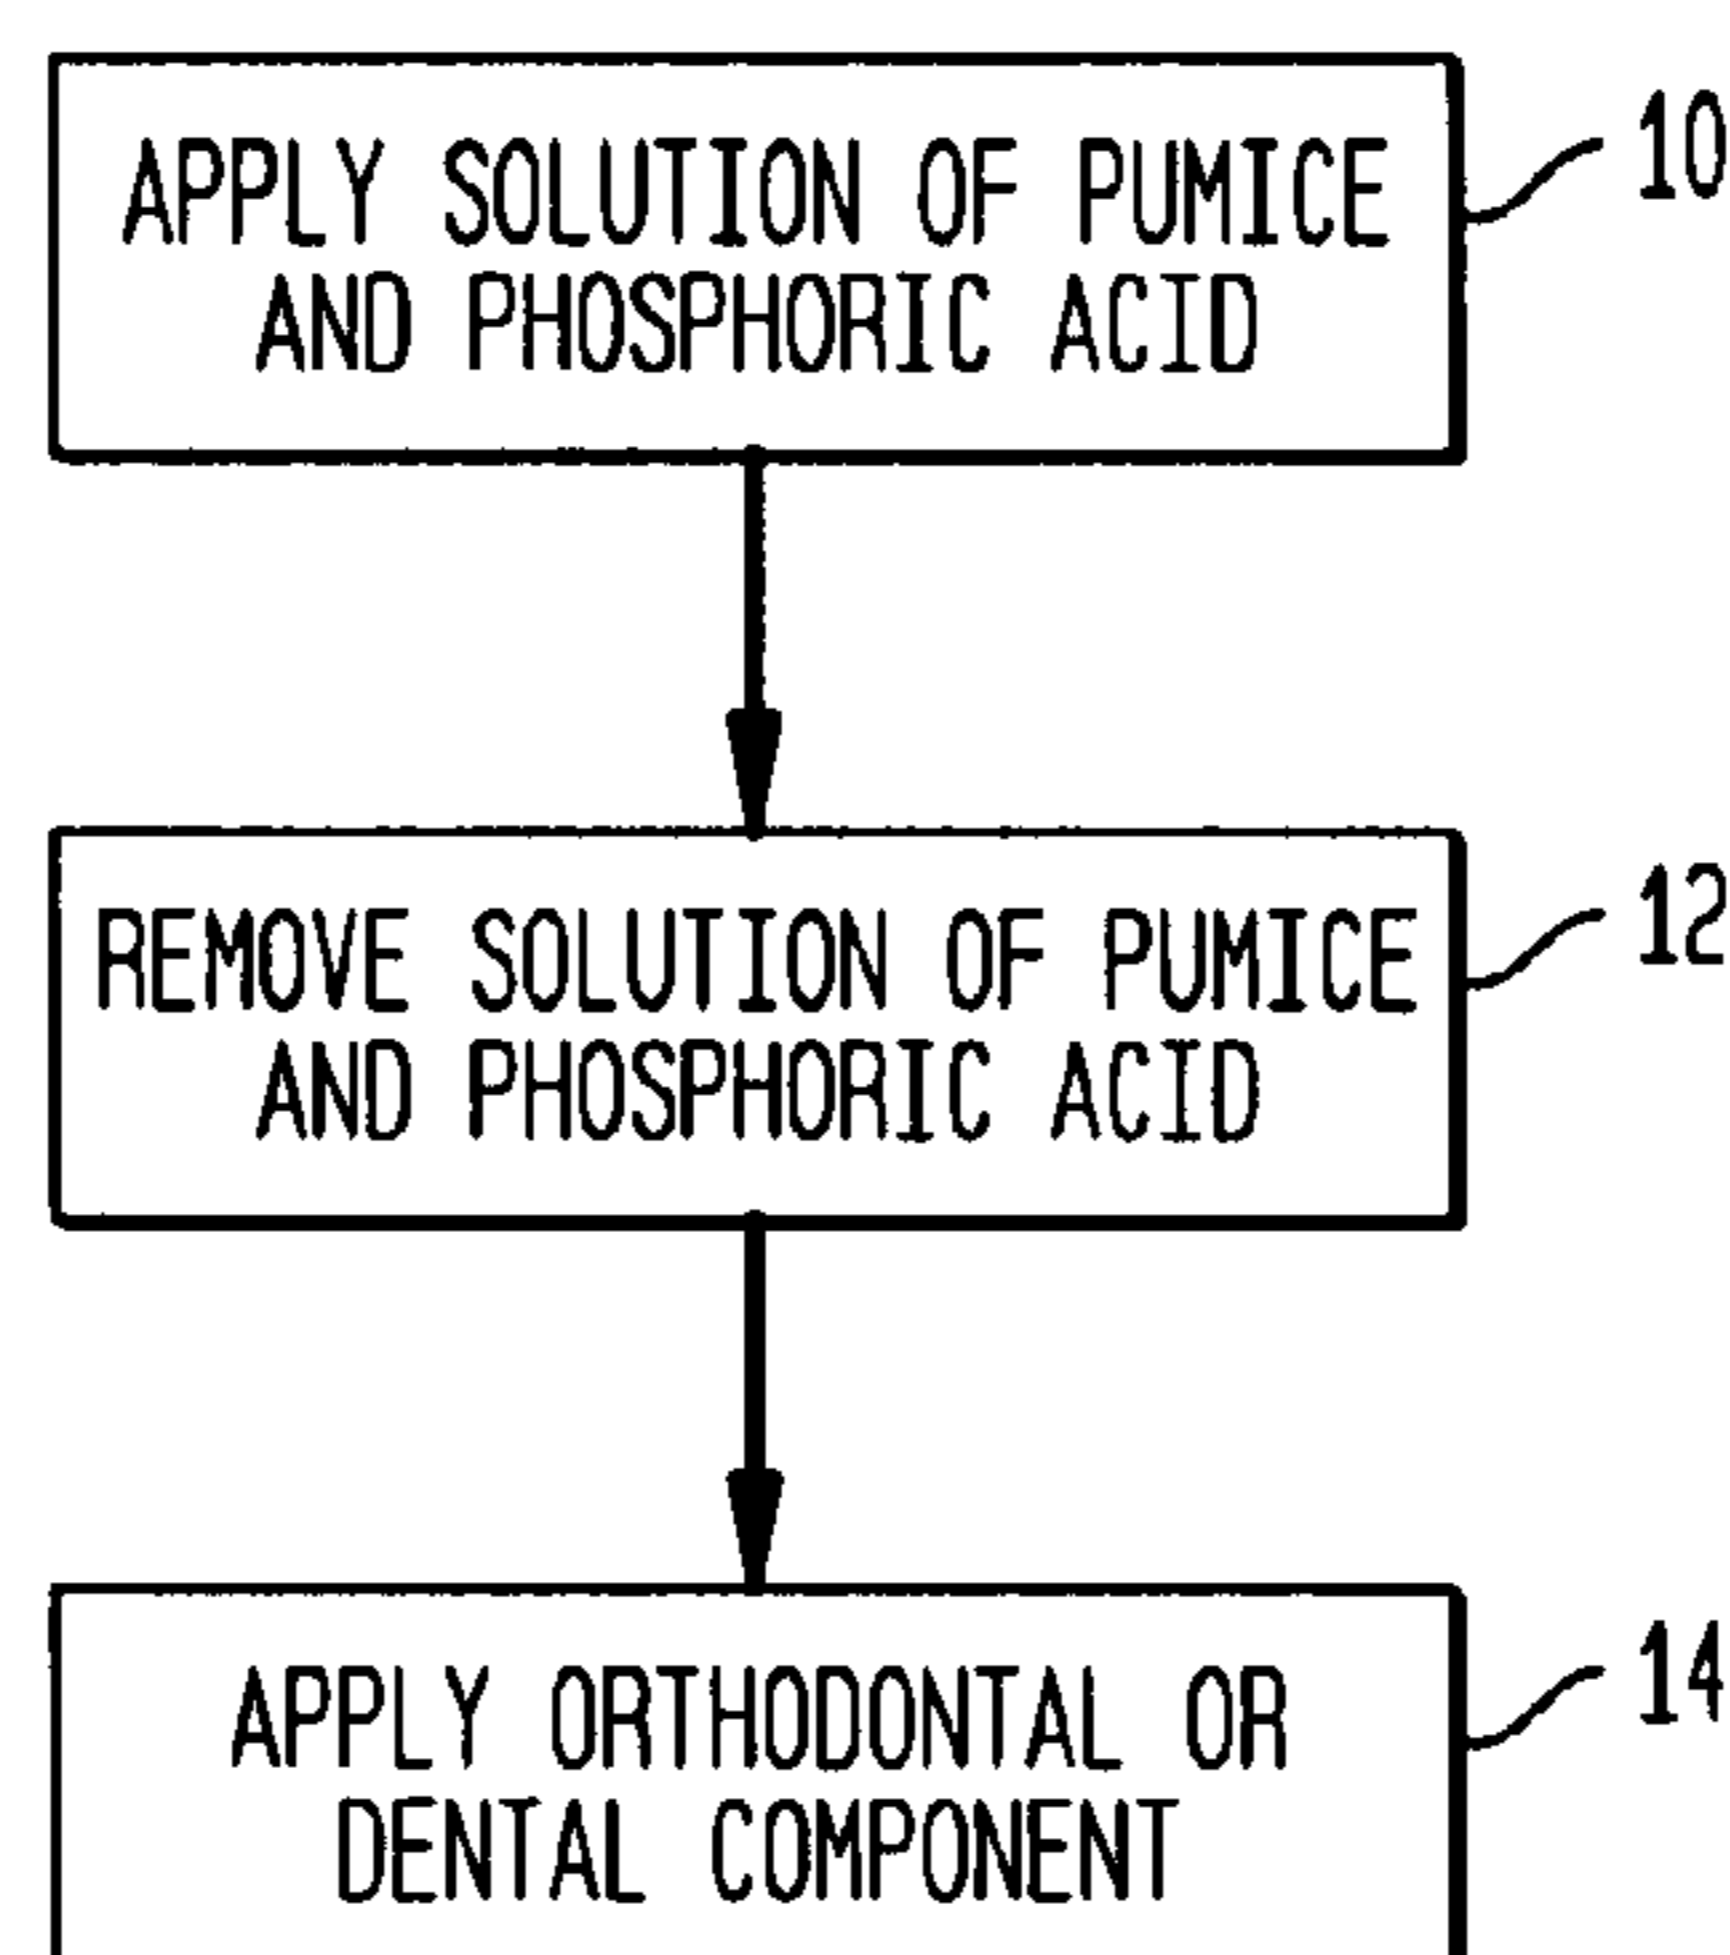 APPLY SOLUTION OF PUMICE
AND PHOSPHORIC ACID
10
REMOVE SOLUTION OF PUMICE
AND PHOSPHORIC ACID
12
APPLY ORTHODONTAL OR
DENTAL COMPONENT
14